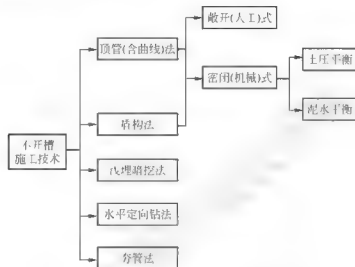 敞开(人工)式
顶管(含曲线)法
土压平衡
密闭(机械)式
泥水平衡
盾构法
不开槽
施工技术
浅埋暗挖法
水平定向钻法
夯管法